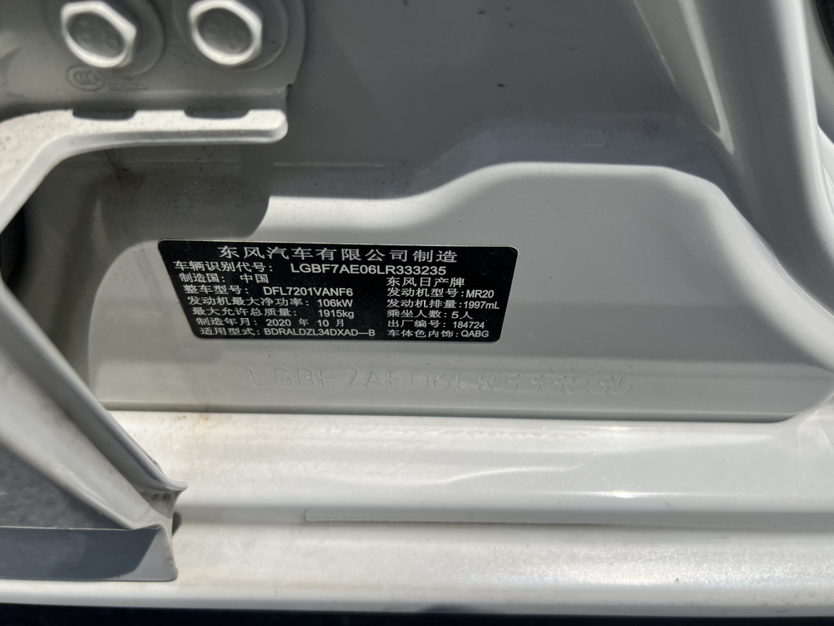 东风汽车有限公司制造
车辆识别代号: LGBF7AE06LR333235
制造国: 中国 东风日产牌
整车型号: DFL7201VANF6 发动机型号: MR20
发动机最大净功率: 106kW 发动机排量: 1997mL
最大允许总质量: 1915kg 乘坐人数: 5人
制造年月: 2020 年 10 月 出厂编号: 184724
适用型式: BDRALDZL34DXAD—B 车体色内饰: QABG
LGBF7AE06LR333235